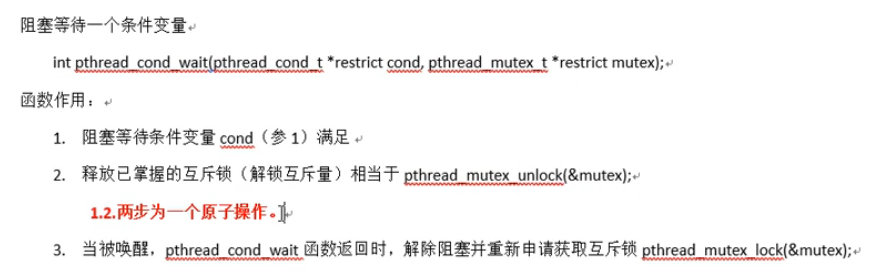 阻塞等待一个条件变量
int pthread_cond_wait(pthread_cond_t *restrict cond, pthread_mutex_t *restrict mutex);
函数作用：
1. 阻塞等待条件变量 cond（参 1）满足
2. 释放已掌握的互斥锁（解锁互斥量）相当于 pthread_mutex_unlock(&mutex);
1.2.两步为一个原子操作。
3. 当被唤醒，pthread_cond_wait 函数返回时，解除阻塞并重新申请获取互斥锁 pthread_mutex_lock(&mutex);